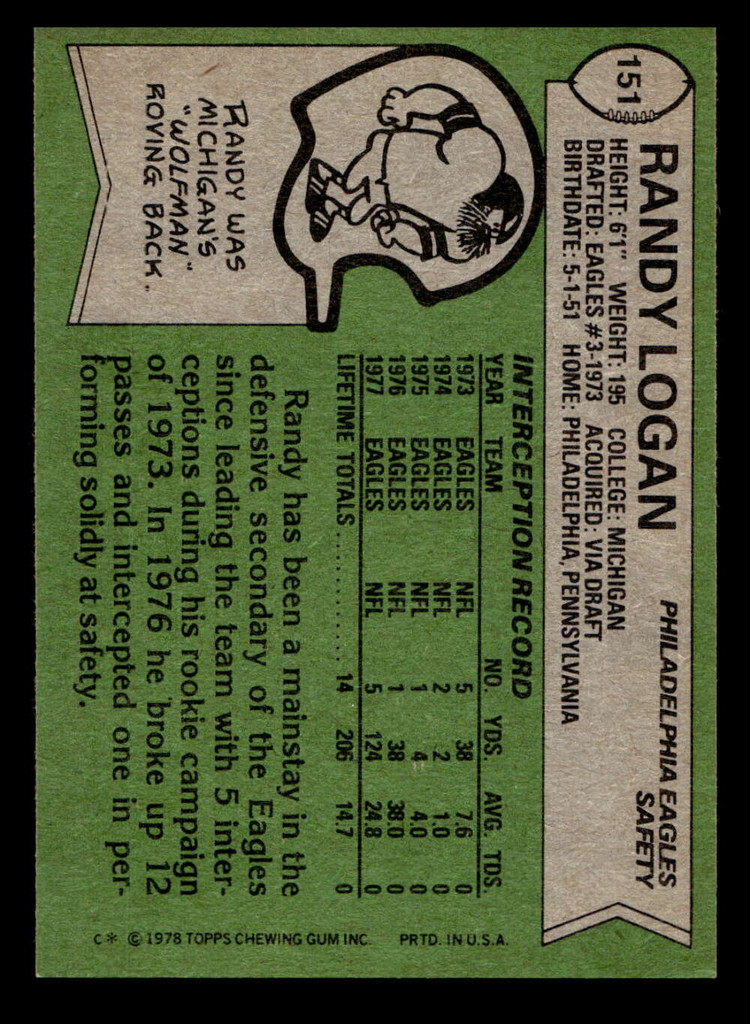 151
RANDY LOGAN
PHILADELPHIA EAGLES
SAFETY
HEIGHT: 6'1" WEIGHT: 195 COLLEGE: MICHIGAN
DRAFTED: EAGLES #3-1973 ACQUIRED: VIA DRAFT
BIRTHDATE: 5-1-51 HOME: PHILADELPHIA, PENNSYLVANIA
RANDY WAS
MICHIGAN'S
"WOLFMAN"
ROVING BACK.
INTERCEPTION RECORD
YEAR TEAM NO. YDS. AVG. TDS.
1973 EAGLES NFL 5 38 7.6 0
1974 EAGLES NFL 2 2 1.0 0
1975 EAGLES NFL 1 4 4.0 0
1976 EAGLES NFL 1 38 38.0 0
1977 EAGLES NFL 5 124 24.8 0
LIFETIME TOTALS ............ 14 206 14.7 0
Randy has been a mainstay in the
defensive secondary of the Eagles
since leading the team with 5 inter-
ceptions during his rookie campaign
of 1973. In 1976 he broke up 12
passes and intercepted one in per-
forming solidly at safety.
C* © 1978 TOPPS CHEWING GUM INC. PRTD. IN U.S.A.